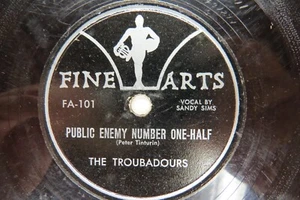 FINE ARTS
FA-101
VOCAL BY
SANDY SIMS
PUBLIC ENEMY NUMBER ONE-HALF
(Peter Tinturin)
THE TROUBADOURS